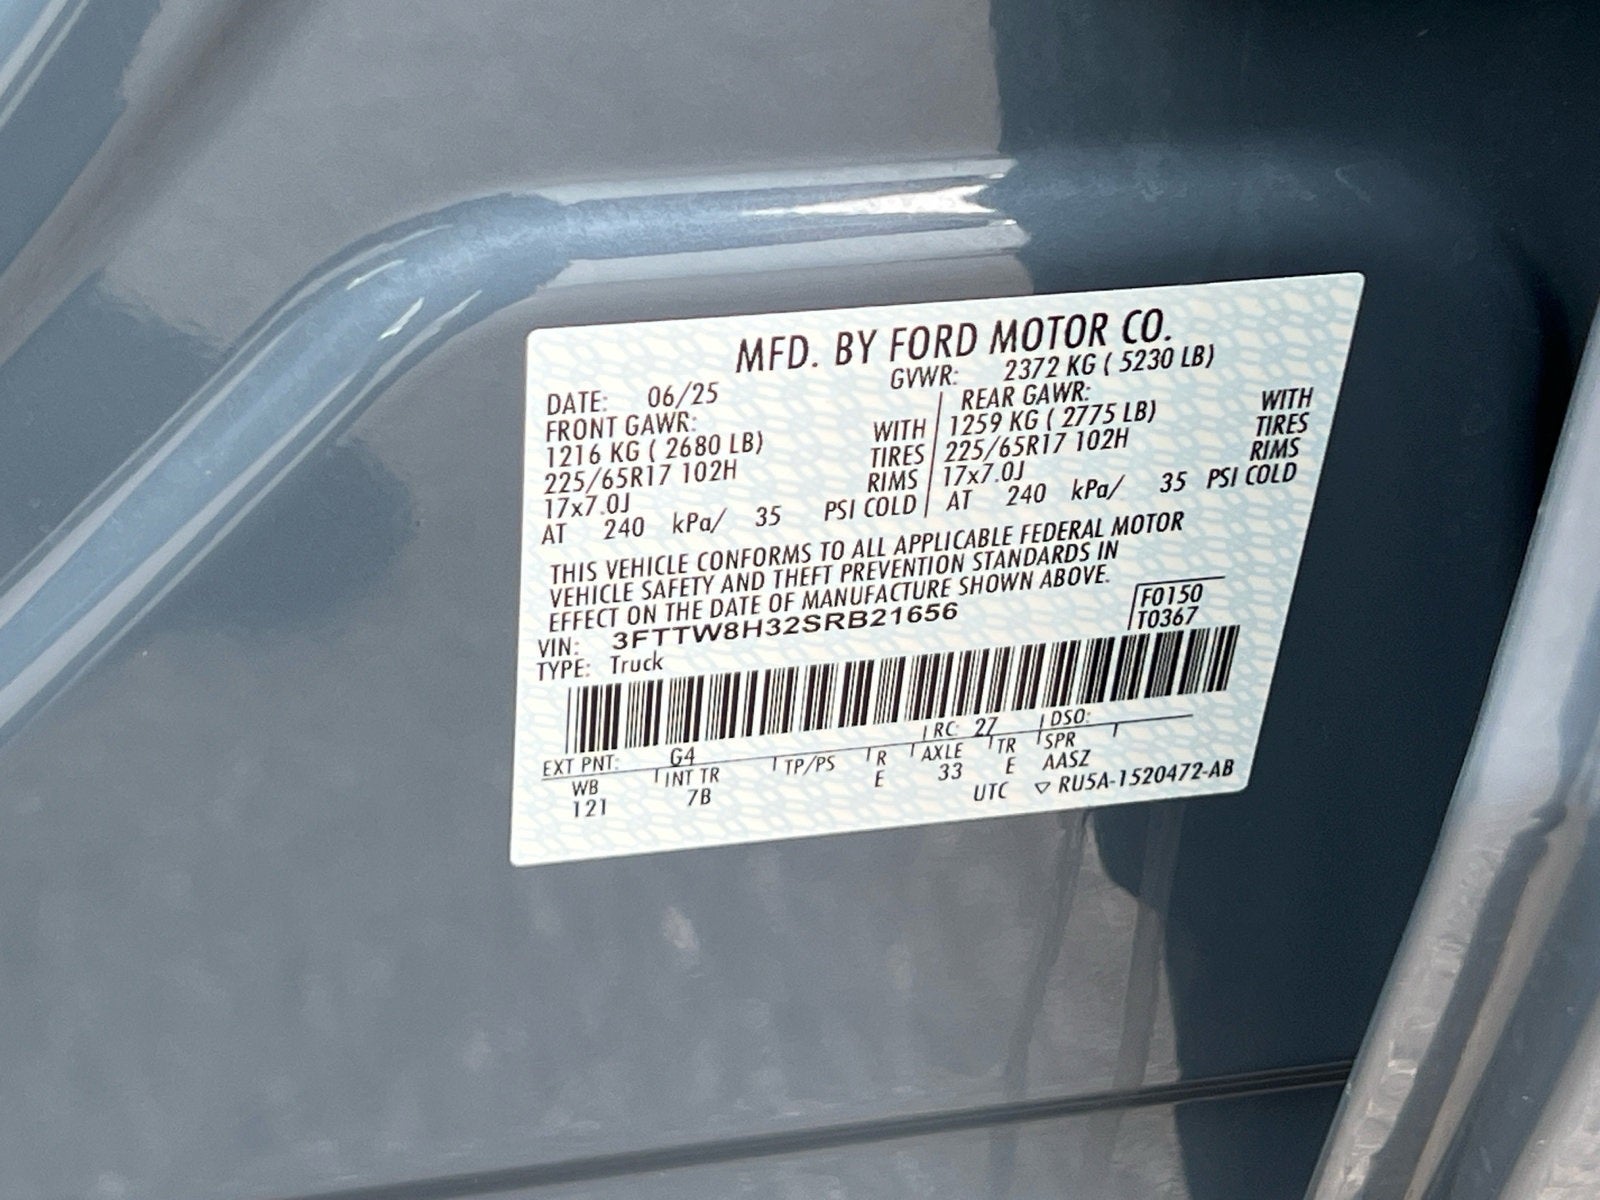 MFD. BY FORD MOTOR CO.
DATE: 06/25 GVWR: 2372 KG ( 5230 LB)
FRONT GAWR: REAR GAWR:
1216 KG ( 2680 LB) WITH 1259 KG ( 2775 LB) WITH
225/65R17 102H TIRES 225/65R17 102H TIRES
17x7.0J RIMS 17x7.0J RIMS
AT 240 kPa/ 35 PSI COLD AT 240 kPa/ 35 PSI COLD
THIS VEHICLE CONFORMS TO ALL APPLICABLE FEDERAL MOTOR
VEHICLE SAFETY AND THEFT PREVENTION STANDARDS IN
EFFECT ON THE DATE OF MANUFACTURE SHOWN ABOVE.
VIN: 3FTTW8H32SRB21656 F0150
TYPE: Truck T0367
EXT PNT: G4 RC: 27 DSO:
WB INT TR TP/PS R AXLE TR SPR
121 7B E 33 E AASZ
UTC ▽ RU5A-1520472-AB